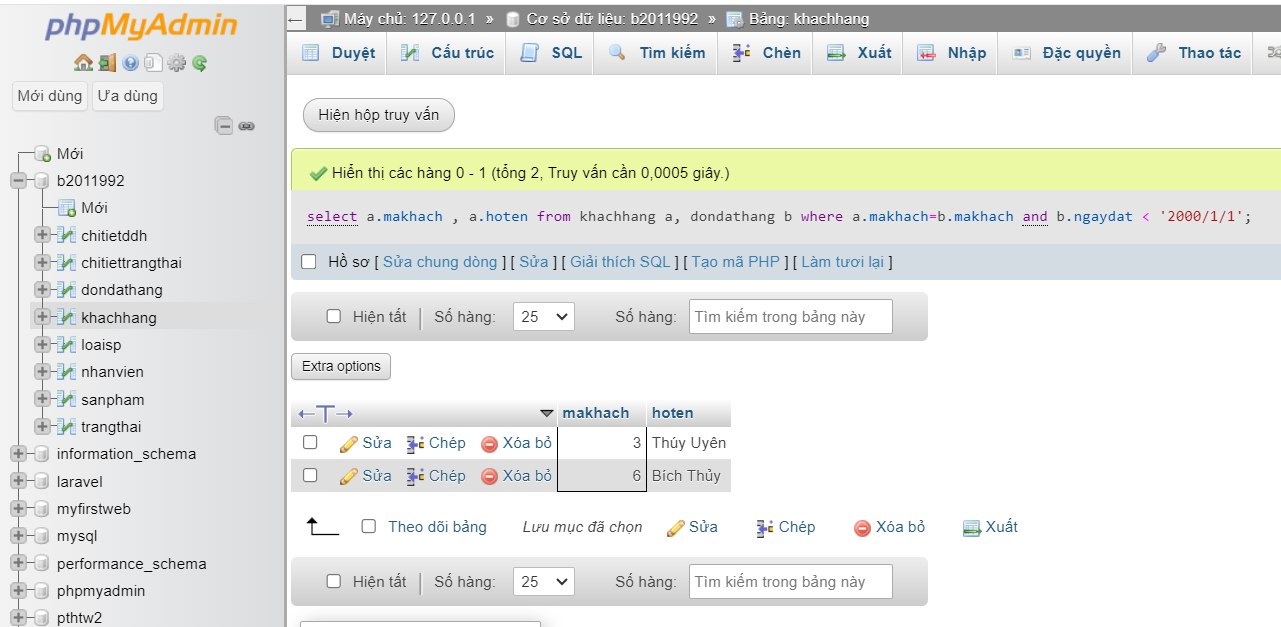 phpMyAdmin
Mới dùng Ưa dùng
Mới
b2011992
Mới
chitietddh
chitiettrangthai
dondathang
khachhang
loaisp
nhanvien
sanpham
trangthai
information_schema
laravel
myfirstweb
mysql
performance_schema
phpmyadmin
pthtw2
Máy chủ: 127.0.0.1 » Cơ sở dữ liệu: b2011992 » Bảng: khachhang
Duyệt Cấu trúc SQL Tìm kiếm Chèn Xuất Nhập Đặc quyền Thao tác
Hiện hộp truy vấn
Hiển thị các hàng 0 - 1 (tổng 2, Truy vấn cần 0,0005 giây.)
select a.makhach , a.hoten from khachhang a, dondathang b where a.makhach=b.makhach and b.ngaydat < '2000/1/1';
Hồ sơ [ Sửa chung dòng ] [ Sửa ] [ Giải thích SQL ] [ Tạo mã PHP ] [ Làm tươi lại ]
Hiện tất | Số hàng: 25 Số hàng: Tìm kiếm trong bảng này
Extra options
←T→ makhach hoten
Sửa Chép Xóa bỏ 3 Thúy Uyên
Sửa Chép Xóa bỏ 6 Bích Thủy
Theo dõi bảng Lưu mục đã chọn Sửa Chép Xóa bỏ Xuất
Hiện tất | Số hàng: 25 Số hàng: Tìm kiếm trong bảng này